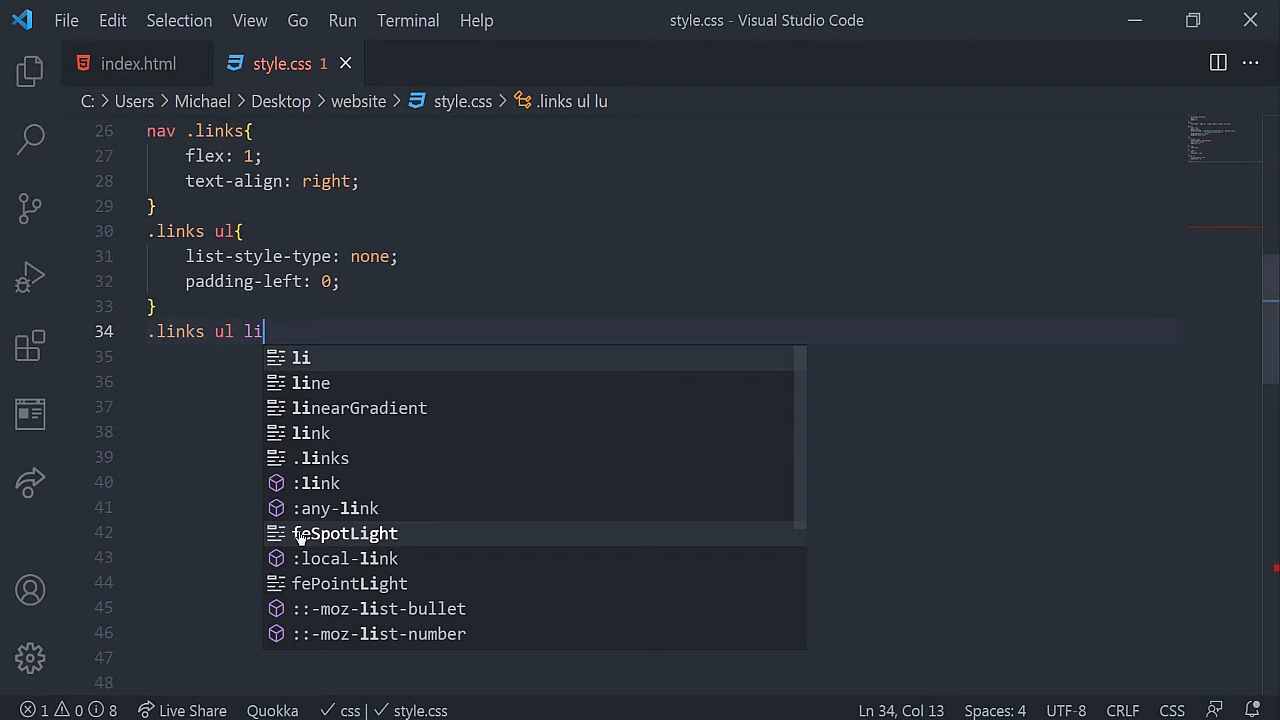 File Edit Selection View Go Run Terminal Help style.css - Visual Studio Code
index.html style.css 1
C: > Users > Michael > Desktop > website > style.css > .links ul lu
26 nav .links{
27 flex: 1;
28 text-align: right;
29 }
30 .links ul{
31 list-style-type: none;
32 padding-left: 0;
33 }
34 .links ul li
35 li
36 line
37 linearGradient
38 link
39 .links
40 :link
41 :any-link
42 feSpotLight
43 :local-link
44 fePointLight
45 ::-moz-list-bullet
46 ::-moz-list-number
47
48
1 0 8 Live Share Quokka css style.css Ln 34, Col 13 Spaces: 4 UTF-8 CRLF CSS